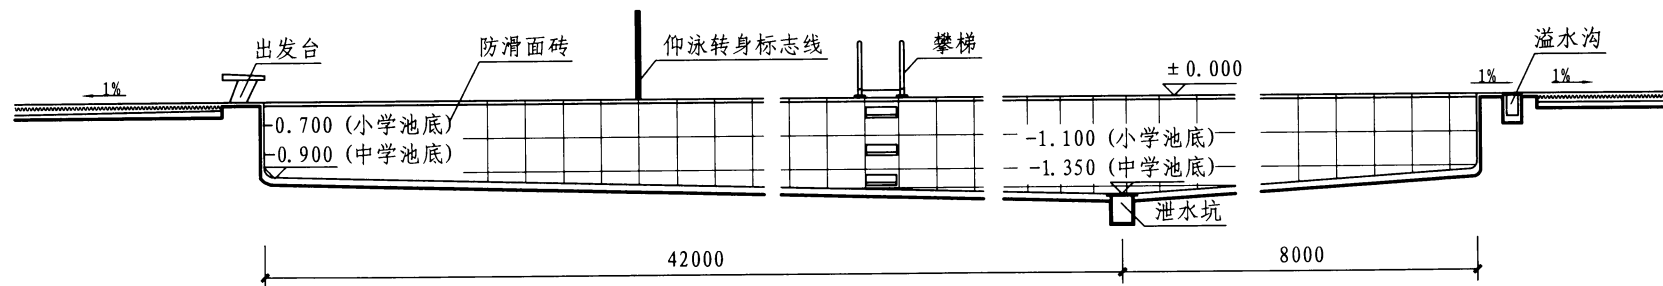 出发台
防滑面砖
仰泳转身标志线
攀梯
溢水沟
±0.000
1%
1%
1%
-0.700 (小学池底)
-0.900 (中学池底)
-1.100 (小学池底)
-1.350 (中学池底)
泄水坑
42000
8000